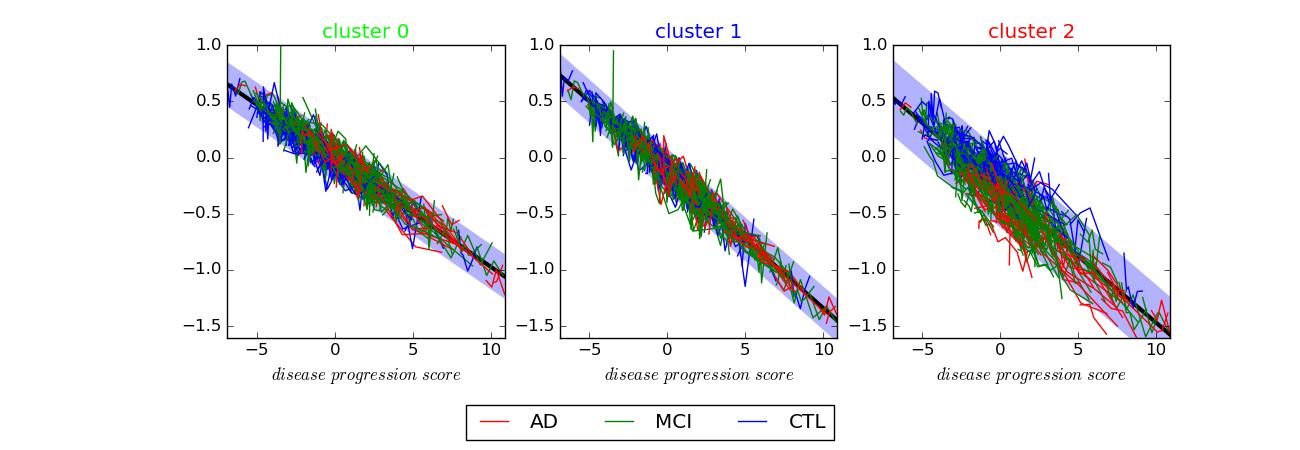 cluster 0 cluster 1 cluster 2
1.0 1.0 1.0
0.5 0.5 0.5
0.0 0.0 0.0
−0.5 −0.5 −0.5
−1.0 −1.0 −1.0
−1.5 −1.5 −1.5
−5 0 5 10 −5 0 5 10 −5 0 5 10
disease progression score disease progression score disease progression score
AD MCI CTL